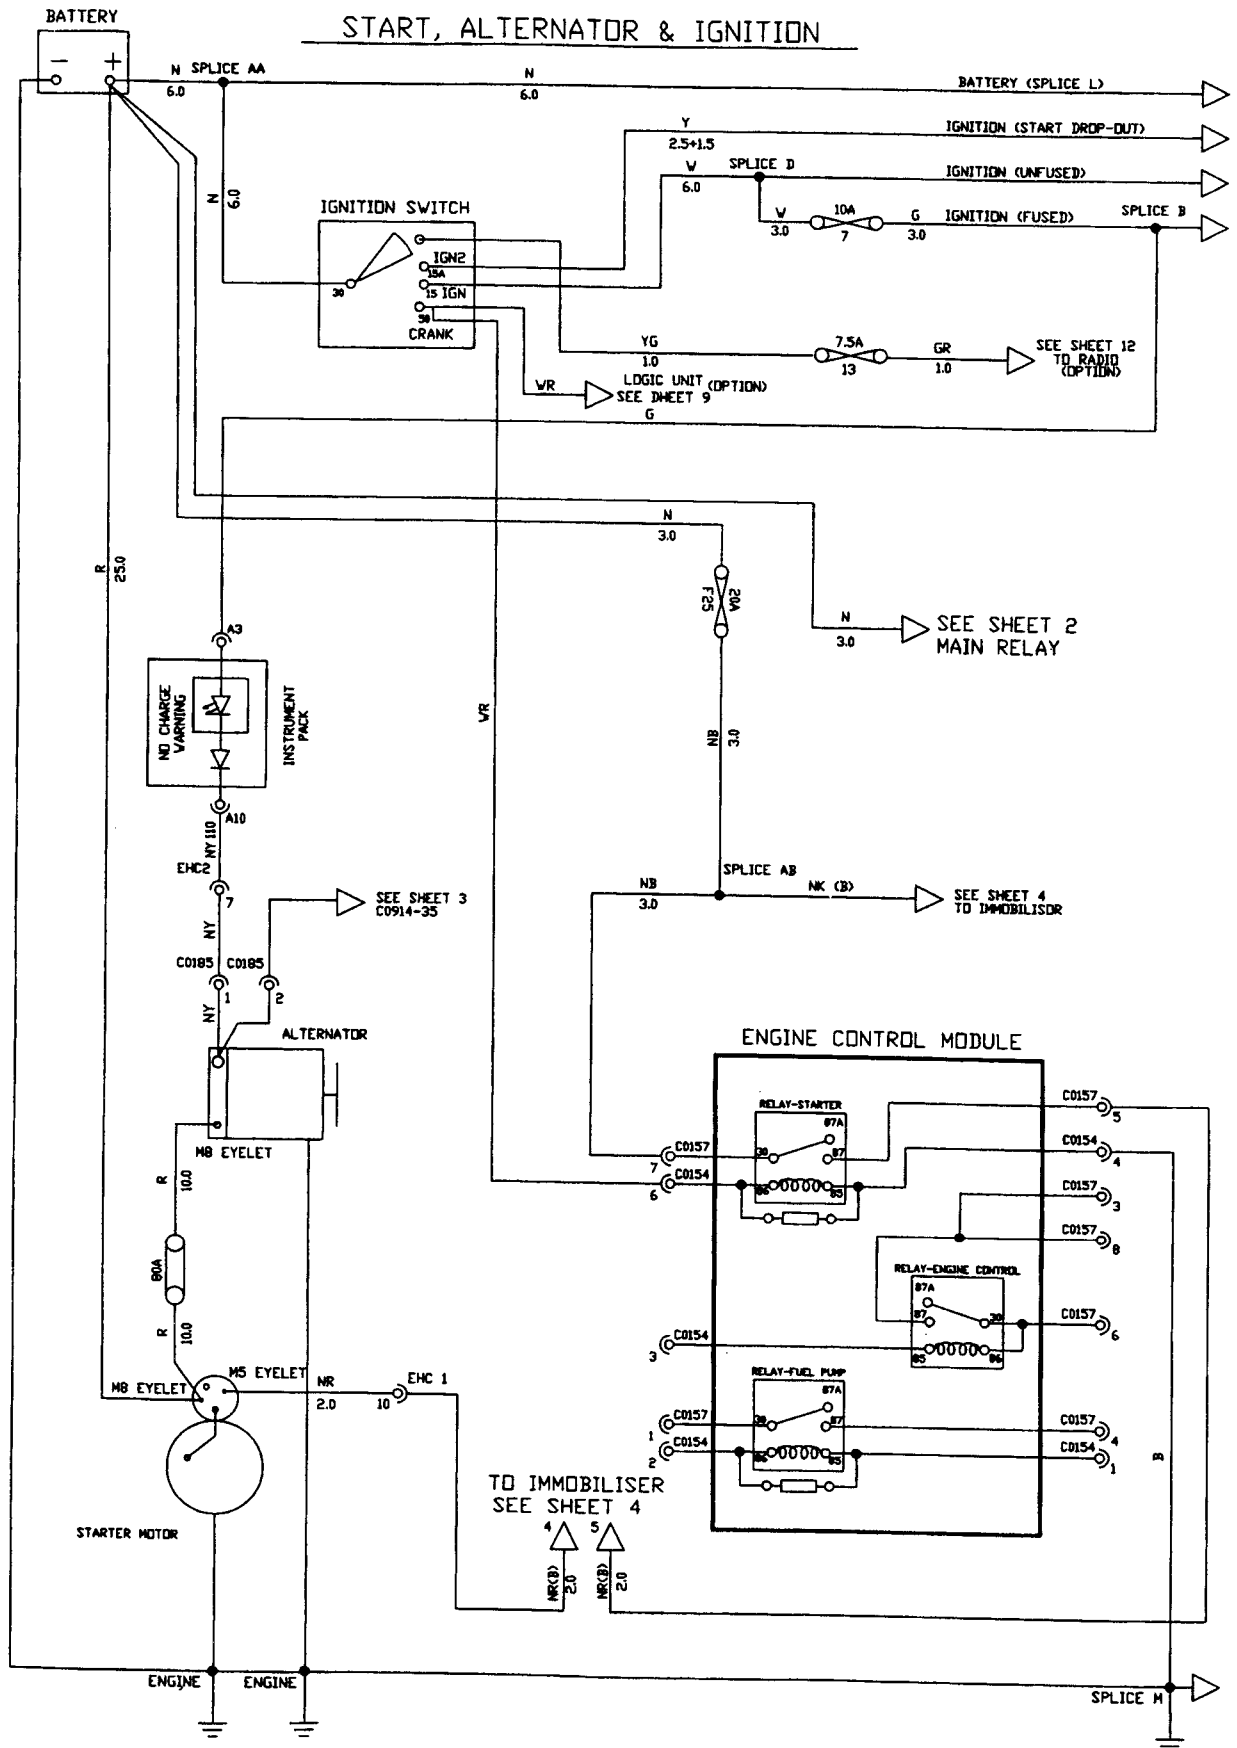 START, ALTERNATOR & IGNITION
BATTERY
- +
N SPLICE AA
6.0
N
6.0
BATTERY (SPLICE L)
Y
2.5+1.5
IGNITION (START DROP-OUT)
W
6.0
SPLICE D
IGNITION (UNFUSED)
W
3.0
10A
7
G
3.0
IGNITION (FUSED)
SPLICE B
N
6.0
IGNITION SWITCH
IGN2
15A
30
15 IGN
50
CRANK
YG
1.0
7.5A
13
GR
1.0
SEE SHEET 12
TO RADIO
(OPTION)
WR
LOGIC UNIT (OPTION)
SEE DHEET 9
G
N
3.0
R
25.0
F25
20A
N
3.0
SEE SHEET 2
MAIN RELAY
A3
NO CHARGE
WARNING
INSTRUMENT
PACK
WR
NB
3.0
A10
NY 110
EHC2
7
SPLICE AB
NB
3.0
NK (B)
SEE SHEET 4
TO IMMOBILISOR
SEE SHEET 3
C0914-35
NY
C0185 C0185
1 2
NY
ALTERNATOR
M8 EYELET
ENGINE CONTROL MODULE
RELAY-STARTER
87A
30
87
86
85
C0157
7
C0154
6
C0157
5
C0154
4
C0157
3
C0157
8
R
10.0
80A
R
10.0
RELAY-ENGINE CONTROL
87A
87
30
85
86
C0157
6
C0154
3
M5 EYELET
M8 EYELET
NR
2.0
10
EHC 1
RELAY-FUEL PUMP
87A
30
87
86
85
C0157
1
C0154
2
C0157
4
C0154
1
B
TO IMMOBILISER
SEE SHEET 4
4 5
NR(B)
2.0
NR(B)
2.0
STARTER MOTOR
ENGINE
ENGINE
SPLICE M